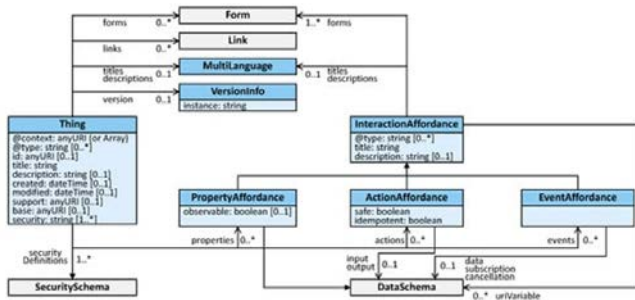 Form
forms 0..*
1..* forms
Link
links 0..*
MultiLanguage
titles
descriptions 0..1
0..1 titles
descriptions
VersionInfo
instance: string
version 0..1
Thing
@context: anyURI (or Array)
@type: string [0..*]
id: anyURI [0..1]
title: string
description: string [0..1]
created: dateTime [0..1]
modified: dateTime [0..1]
support: anyURI [0..1]
base: anyURI [0..1]
security: string [1..*]
InteractionAffordance
@type: string [0..*]
title: string
description: string [0..1]
PropertyAffordance
observable: boolean [0..1]
ActionAffordance
safe: boolean
idempotent: boolean
EventAffordance
properties 0..*
actions 0..*
events 0..*
security
Definitions 1..*
input
output 0..1
0..1 data
subscription
cancellation
SecuritySchema
DataSchema
0..* uriVariable